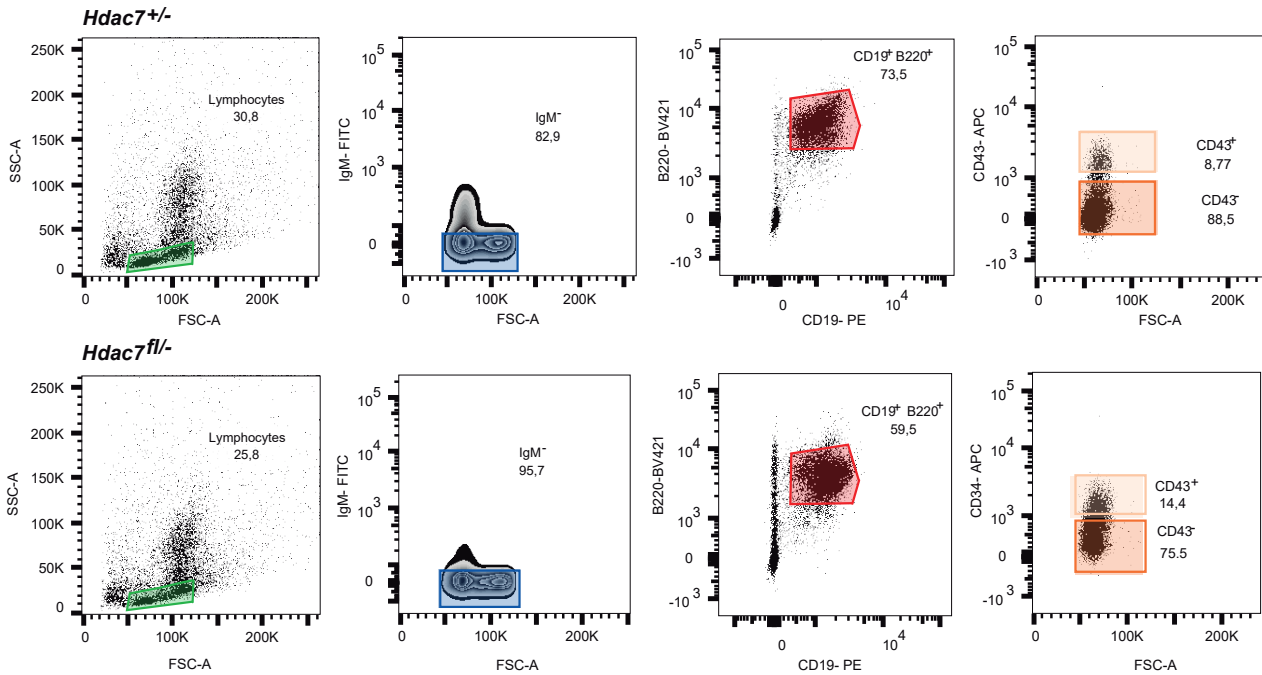 Hdac7+/-
250K
200K
150K
100K
50K
0
SSC-A
Lymphocytes
30,8
0
100K
200K
FSC-A
10^5
10^4
10^3
0
IgM- FITC
IgM-
82,9
0
100K
200K
FSC-A
10^5
10^4
10^3
0
-10^3
B220- BV421
CD19+ B220+
73,5
0
10^4
CD19- PE
10^5
10^4
10^3
0
-10^3
CD43- APC
CD43+
8,77
CD43-
88,5
0
100K
200K
FSC-A
Hdac7fl/-
250K
200K
150K
100K
50K
0
SSC-A
Lymphocytes
25,8
0
100K
200K
FSC-A
10^5
10^4
10^3
0
IgM- FITC
IgM-
95,7
0
100K
200K
FSC-A
10^5
10^4
10^3
0
-10^3
B220-BV421
CD19+ B220+
59,5
0
10^4
CD19- PE
10^5
10^4
10^3
0
-10^3
CD34- APC
CD43+
14,4
CD43-
75.5
0
100K
200K
FSC-A